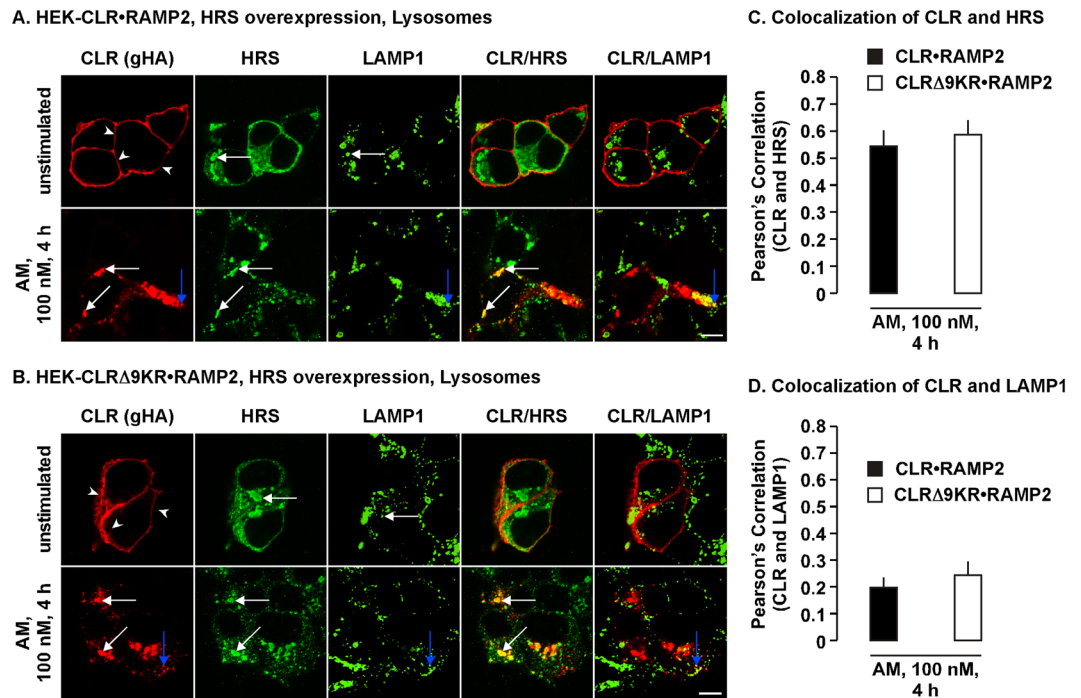 A. HEK-CLR•RAMP2, HRS overexpression, Lysosomes
CLR (gHA) HRS LAMP1 CLR/HRS CLR/LAMP1
unstimulated
AM,
100 nM, 4 h
B. HEK-CLRΔ9KR•RAMP2, HRS overexpression, Lysosomes
CLR (gHA) HRS LAMP1 CLR/HRS CLR/LAMP1
unstimulated
AM,
100 nM, 4 h
C. Colocalization of CLR and HRS
CLR•RAMP2
CLRΔ9KR•RAMP2
Pearson's Correlation
(CLR and HRS)
0.8
0.7
0.6
0.5
0.4
0.3
0.2
0.1
0
AM, 100 nM,
4 h
D. Colocalization of CLR and LAMP1
CLR•RAMP2
CLRΔ9KR•RAMP2
Pearson's Correlation
(CLR and LAMP1)
0.8
0.7
0.6
0.5
0.4
0.3
0.2
0.1
0
AM, 100 nM,
4 h